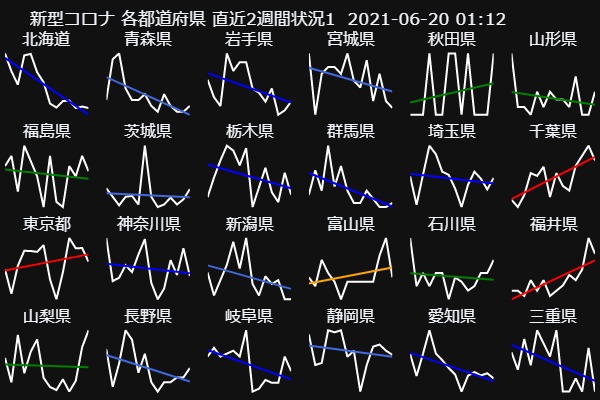 新型コロナ 各都道府県 直近2週間状況1 2021-06-20 01:12
北海道 青森県 岩手県 宮城県 秋田県 山形県
福島県 茨城県 栃木県 群馬県 埼玉県 千葉県
東京都 神奈川県 新潟県 富山県 石川県 福井県
山梨県 長野県 岐阜県 静岡県 愛知県 三重県